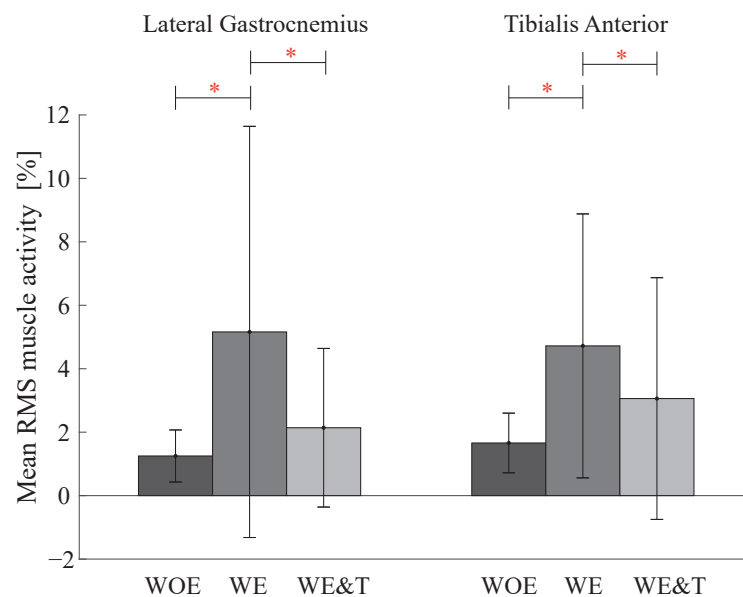 Lateral Gastrocnemius
Tibialis Anterior
*
*
*
*
Mean RMS muscle activity [%]
12
10
8
6
4
2
0
−2
WOE
WE
WE&T
WOE
WE
WE&T